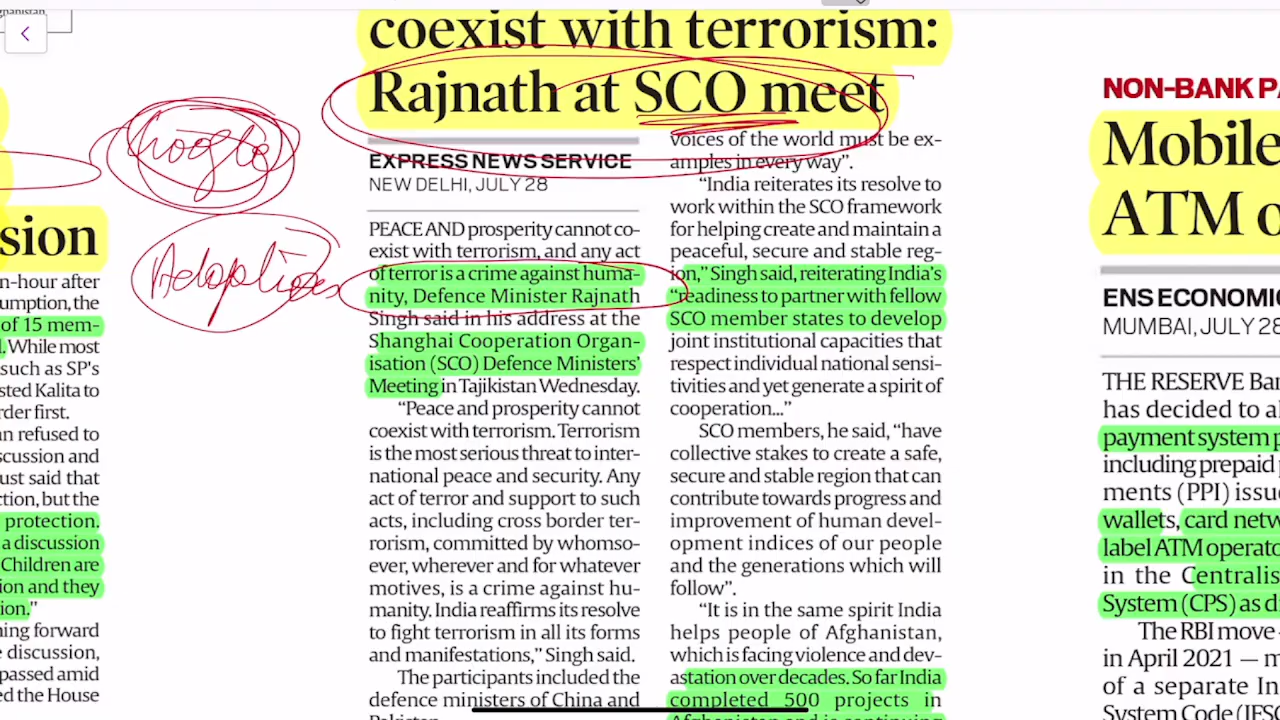 ghanistan
coexist with terrorism:
Rajnath at SCO meet
EXPRESS NEWS SERVICE
NEW DELHI, JULY 28
PEACE AND prosperity cannot co-
exist with terrorism, and any act
of terror is a crime against huma-
nity, Defence Minister Rajnath
Singh said in his address at the
Shanghai Cooperation Organ-
isation (SCO) Defence Ministers'
Meeting in Tajikistan Wednesday.
"Peace and prosperity cannot
coexist with terrorism. Terrorism
is the most serious threat to inter-
national peace and security. Any
act of terror and support to such
acts, including cross border ter-
rorism, committed by whomso-
ever, wherever and for whatever
motives, is a crime against hu-
manity. India reaffirms its resolve
to fight terrorism in all its forms
and manifestations," Singh said.
The participants included the
defence ministers of China and
Pakistan.
voices of the world must be ex-
amples in every way".
"India reiterates its resolve to
work within the SCO framework
for helping create and maintain a
peaceful, secure and stable reg-
ion," Singh said, reiterating India's
"readiness to partner with fellow
SCO member states to develop
joint institutional capacities that
respect individual national sensi-
tivities and yet generate a spirit of
cooperation..."
SCO members, he said, "have
collective stakes to create a safe,
secure and stable region that can
contribute towards progress and
improvement of human devel-
opment indices of our people
and the generations which will
follow".
"It is in the same spirit India
helps people of Afghanistan,
which is facing violence and dev-
astation over decades. So far India
completed 500 projects in
Afghanistan and is continuing
Adoption
sion
n-hour after
umption, the
of 15 mem-
l. While most
such as SP's
sted Kalita to
rder first.
an refused to
scussion and
ust said that
ction, but the
protection.
a discussion
Children are
ion and they
ion."
ning forward
e discussion,
passed amid
ed the House
NON-BANK PA
Mobile
ATM o
ENS ECONOMIC
MUMBAI, JULY 28
THE RESERVE Ban
has decided to al
payment system p
including prepaid p
ments (PPI) issue
wallets, card netw
label ATM operato
in the Centralis
System (CPS) as di
The RBI move
in April 2021 — m
of a separate In
System Code (IFSC